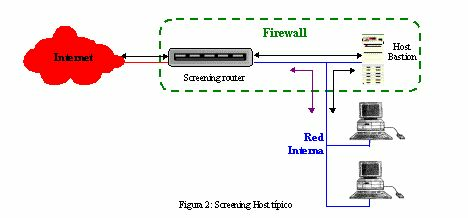 Firewall
Internet
Host
Bastion
Screening router
Red
Interna
Figura 2: Screening Host típico